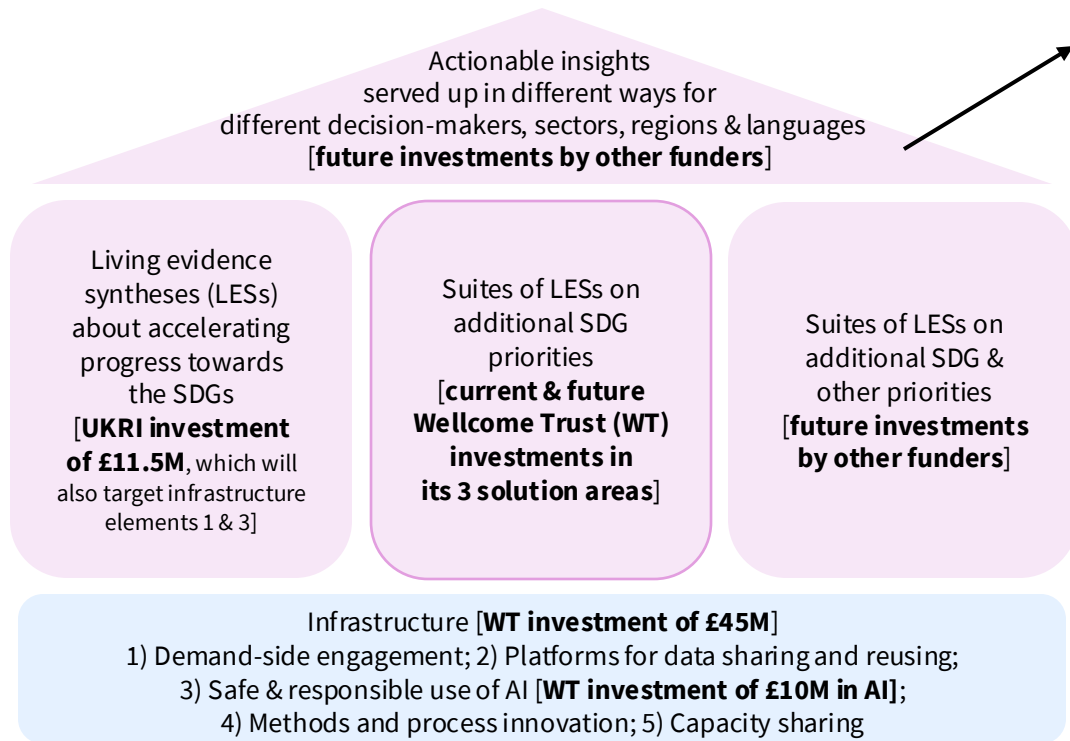 Actionable insights
served up in different ways for
different decision-makers, sectors, regions & languages
[future investments by other funders]
Living evidence
syntheses (LESs)
about accelerating
progress towards
the SDGs
[UKRI investment
of £11.5M, which will
also target infrastructure
elements 1 & 3]
Suites of LESs on
additional SDG
priorities
[current & future
Wellcome Trust (WT)
investments in
its 3 solution areas]
Suites of LESs on
additional SDG &
other priorities
[future investments
by other funders]
Infrastructure [WT investment of £45M]
1) Demand-side engagement; 2) Platforms for data sharing and reusing;
3) Safe & responsible use of AI [WT investment of £10M in AI];
4) Methods and process innovation; 5) Capacity sharing